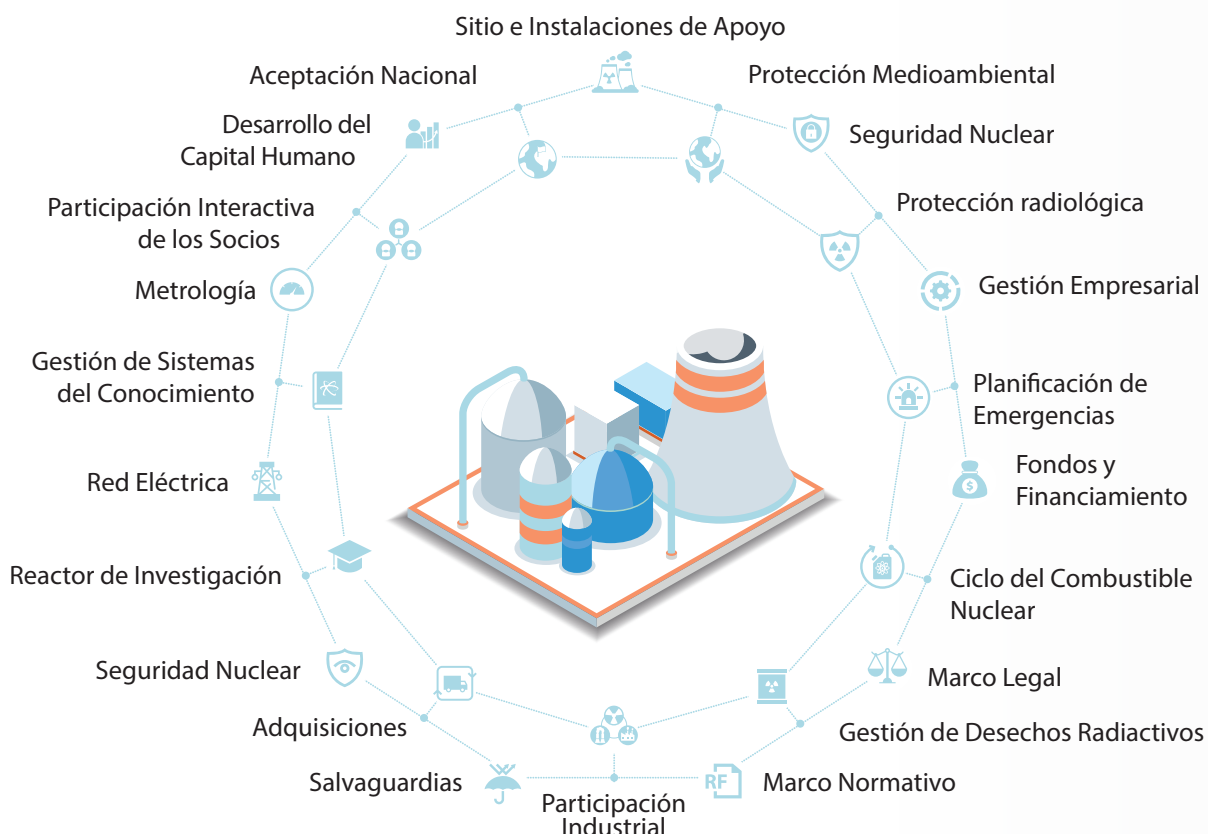 Sitio e Instalaciones de Apoyo
Aceptación Nacional
Protección Medioambiental
Desarrollo del
Capital Humano
Seguridad Nuclear
Participación Interactiva
de los Socios
Protección radiológica
Metrología
Gestión Empresarial
Gestión de Sistemas
del Conocimiento
Planificación de
Emergencias
Red Eléctrica
Fondos y
Financiamiento
$
Reactor de Investigación
Ciclo del Combustible
Nuclear
Seguridad Nuclear
Marco Legal
Adquisiciones
Gestión de Desechos Radiactivos
Salvaguardias
RF
Marco Normativo
Participación
Industrial